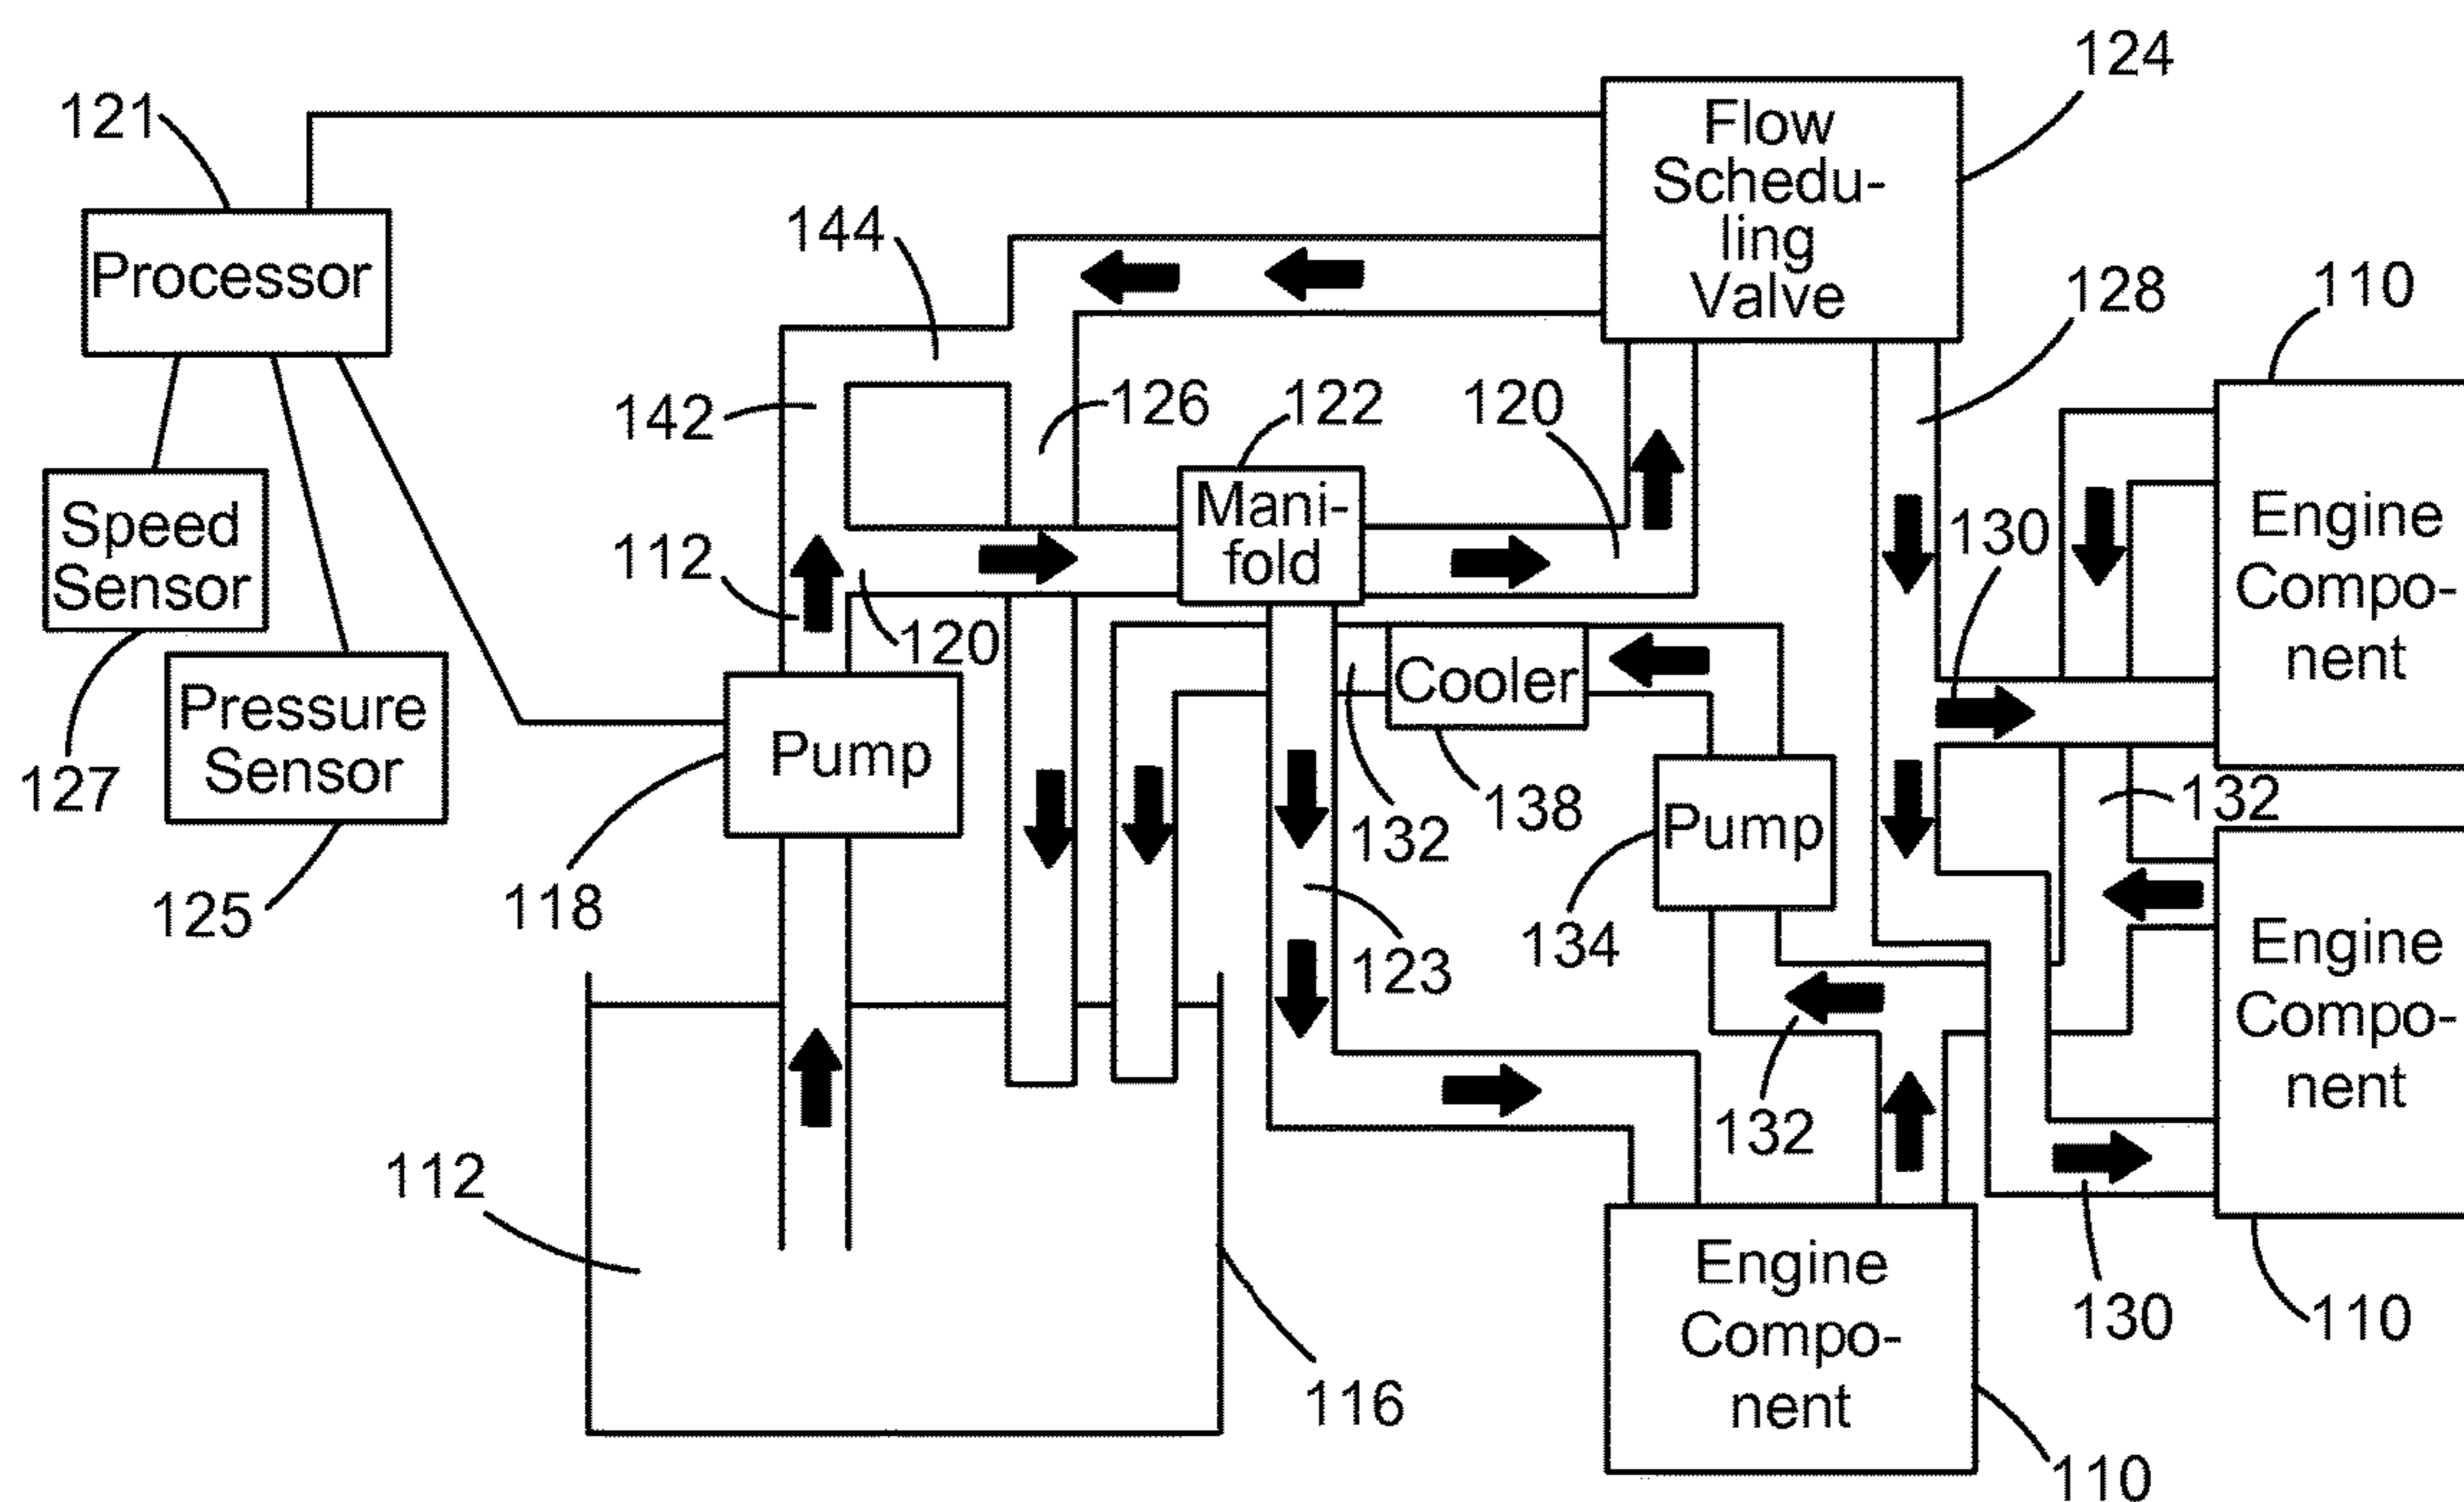 124
121
Flow
Schedu-
ling
Valve
144
Processor
128
110
142
126
122
120
Mani-
fold
Engine
Compo-
nent
Speed
Sensor
112
130
120
Cooler
Pressure
Sensor
Pump
127
138
132
132
Pump
118
125
134
123
Engine
Compo-
nent
132
112
Engine
Compo-
nent
130
110
116
110